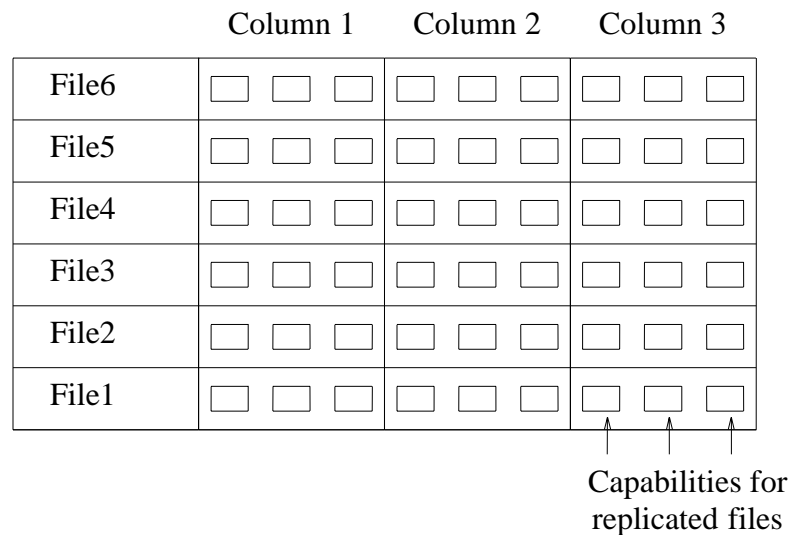 Column 1 Column 2 Column 3
File6
File5
File4
File3
File2
File1
Capabilities for
replicated files